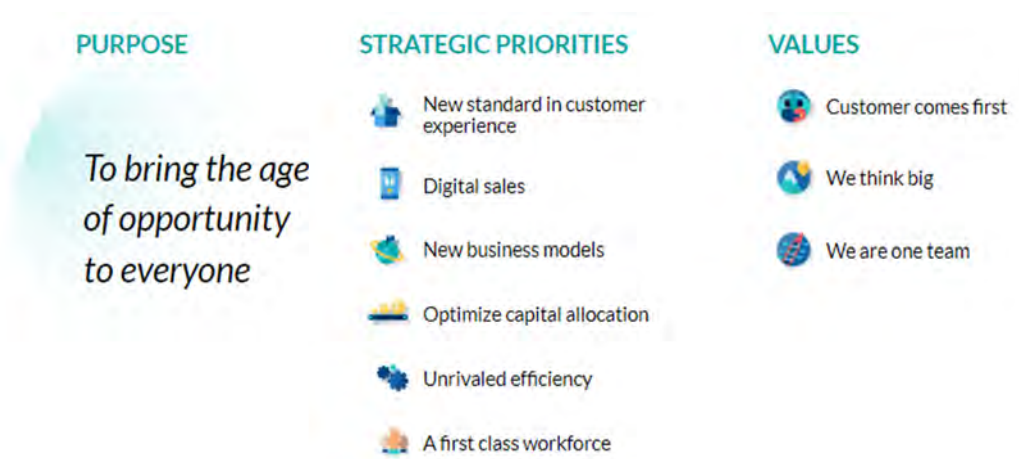 PURPOSE
To bring the age
of opportunity
to everyone
STRATEGIC PRIORITIES
New standard in customer
experience
Digital sales
New business models
Optimize capital allocation
Unrivaled efficiency
A first class workforce
VALUES
Customer comes first
We think big
We are one team